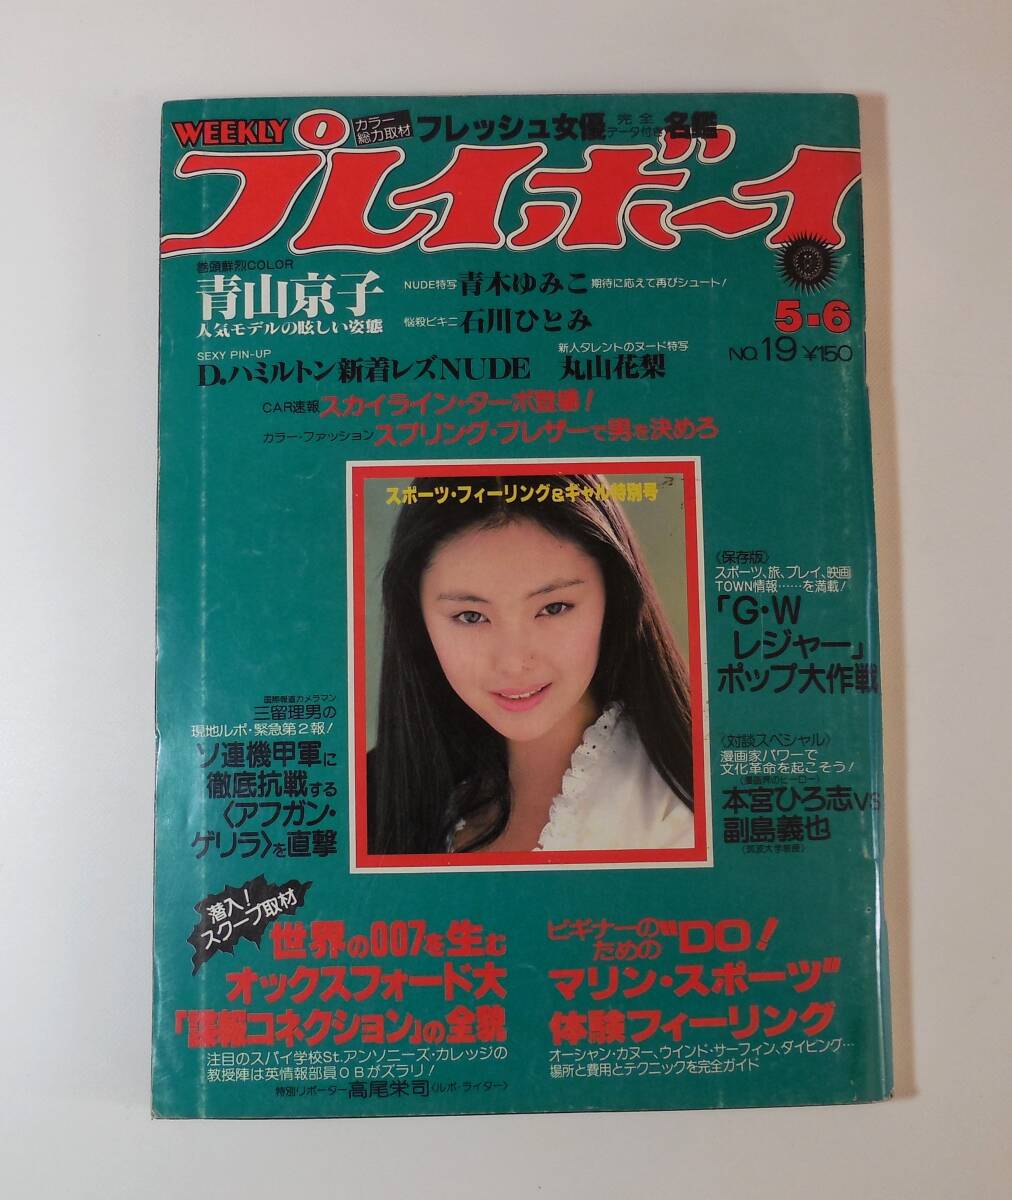 WEEKLY
カラー
総力取材
フレッシュ女優
完全
データ付き
名鑑
プレイボーイ
巻頭鮮烈COLOR
青山京子
人気モデルの眩しい姿態
NUDE特写 青木ゆみこ 期待に応えて再びシュート!
悩殺ビキニ 石川ひとみ
5・6
NO.19 ¥150
SEXY PIN-UP
D.ハミルトン新着レズNUDE
新人タレントのヌード特写
丸山花梨
CAR速報 スカイライン・ターボ登場!
カラー・ファッション スプリング・ブレザーで男を決めろ
スポーツ・フィーリング&ギャル特別号
〈保存版〉
スポーツ、旅、プレイ、映画
TOWN情報……を満載!
「G・W
レジャー」
ポップ大作戦
国際報道カメラマン
三留理男の
現地ルポ・緊急第2報!
ソ連機甲軍に
徹底抗戦する
〈アフガン・
ゲリラ〉を直撃
〈対談スペシャル〉
漫画家パワーで
文化革命を起こそう!
(漫画界のヒーロー)
本宮ひろ志VS
副島義也
(筑波大学教授)
潜入!
スクープ取材
世界の007を生む
オックスフォード大
「諜報コネクション」の全貌
注目のスパイ学校St.アンソニーズ・カレッジの
教授陣は英情報部員OBがズラリ!
特別リポーター 高尾栄司〈ルポ・ライター〉
ビギナーの
ための
"DO!
マリン・スポーツ"
体験フィーリング
オーシャン・カヌー、ウインド・サーフィン、ダイビング…
場所と費用とテクニックを完全ガイド